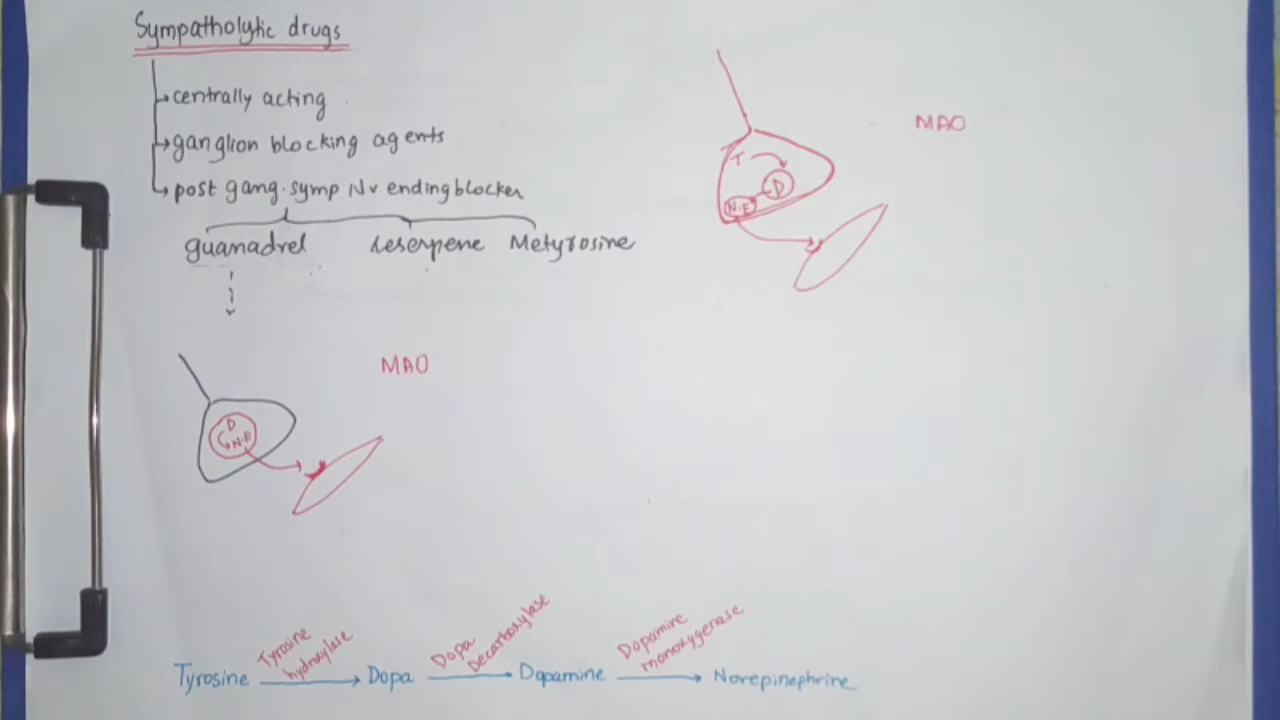 Sympatholytic drugs
centrally acting
ganglion blocking agents
post gang. symp Nv ending blocker
guanadrel reserpene Metyrosine
MAO
T
D
N.E
MAO
D
N.E
Tyrosine hydroxylase
Dopa Decarboxylase
Dopamine monoxygenase
Tyrosine Dopa Dopamine Norepinephrine